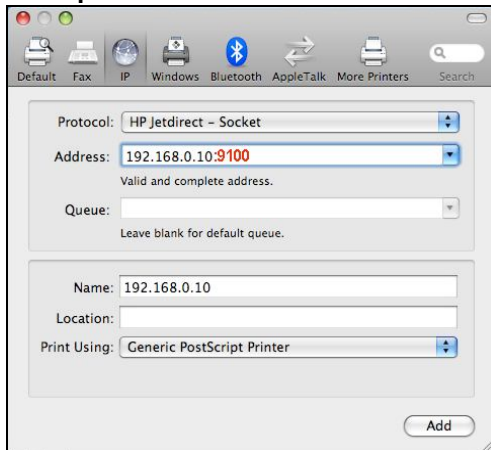 Default Fax IP Windows Bluetooth AppleTalk More Printers Search
Protocol: HP Jetdirect – Socket
Address: 192.168.0.10:9100
Valid and complete address.
Queue:
Leave blank for default queue.
Name: 192.168.0.10
Location:
Print Using: Generic PostScript Printer
Add